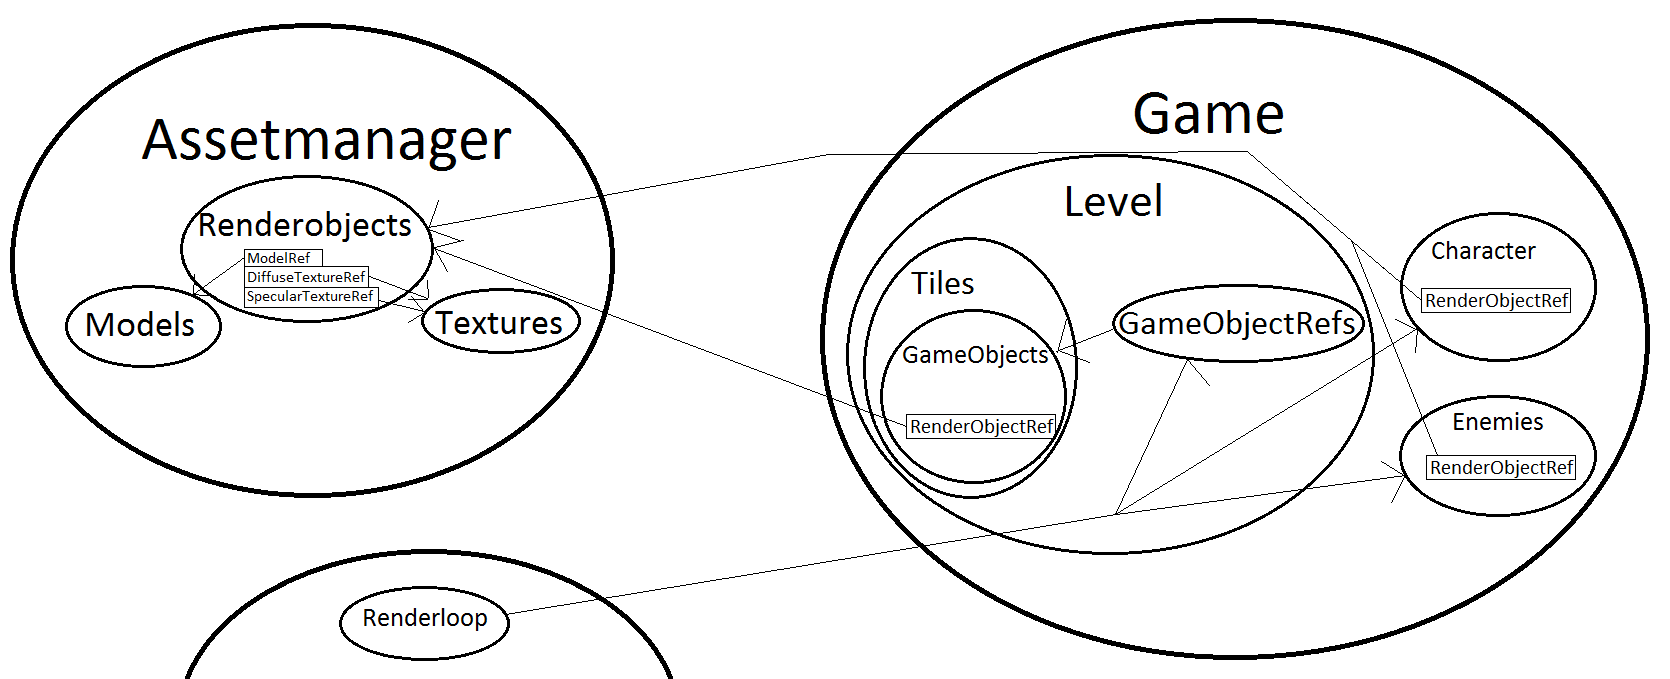 Assetmanager
Renderobjects
ModelRef
DiffuseTextureRef
SpecularTextureRef
Models
Textures
Game
Level
Tiles
GameObjects
RenderObjectRef
GameObjectRefs
Character
RenderObjectRef
Enemies
RenderObjectRef
Renderloop